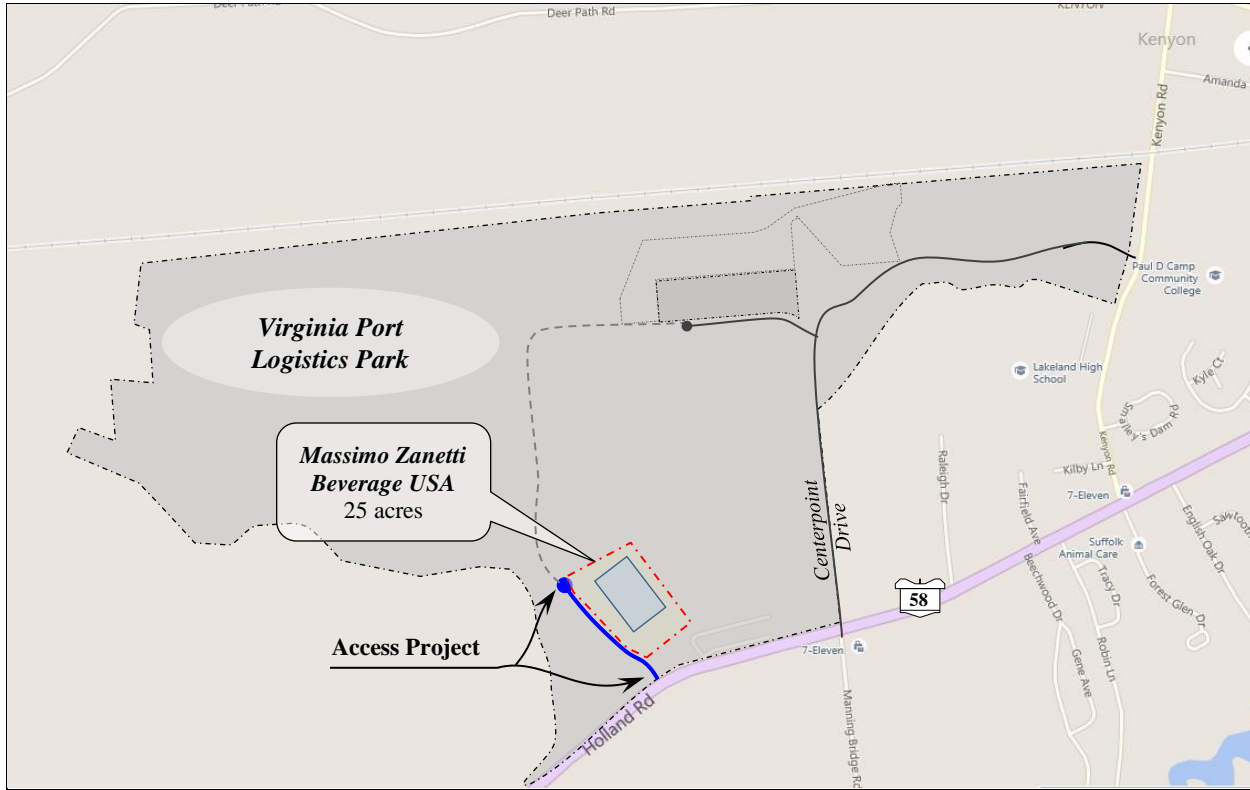 Deer Path Rd
Deer Path Rd
KENYON
Kenyon
Amanda
Kenyon Rd
Paul D Camp
Community
College
Virginia Port
Logistics Park
Lakeland High
School
Kyle Ct
Smalley's Dam Rd
Massimo Zanetti
Beverage USA
25 acres
Raleigh Dr
Kilby Ln
Kenyon Rd
7-Eleven
Fairfield Ave
English Oak Dr
Sawtooth
Centerpoint
Drive
Suffolk
Animal Care
Beechwood Dr
Tracy Dr
Forest Glen Dr
58
Access Project
7-Eleven
Robin Ln
Gene Ave
Holland Rd
Manning Bridge Rd